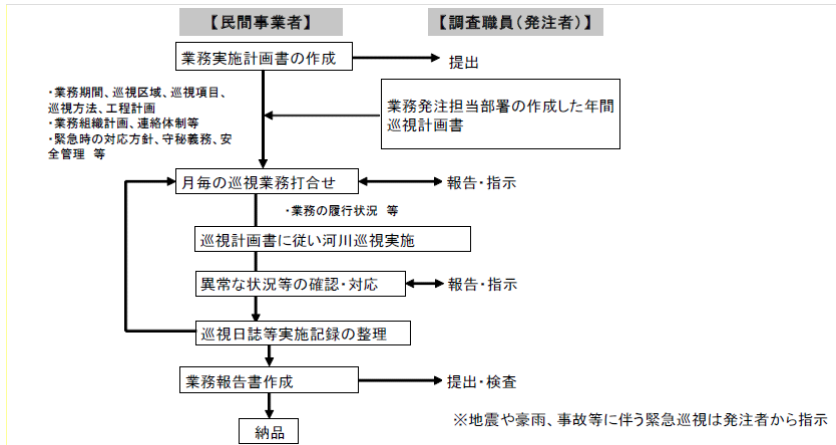 【民間事業者】
【調査職員(発注者)】
業務実施計画書の作成
提出
・業務期間、巡視区域、巡視項目、
巡視方法、工程計画
・業務組織計画、連絡体制等
・緊急時の対応方針、守秘義務、安
全管理 等
業務発注担当部署の作成した年間
巡視計画書
月毎の巡視業務打合せ
報告・指示
・業務の履行状況 等
巡視計画書に従い河川巡視実施
異常な状況等の確認・対応
報告・指示
巡視日誌等実施記録の整理
業務報告書作成
提出・検査
※地震や豪雨、事故等に伴う緊急巡視は発注者から指示
納品